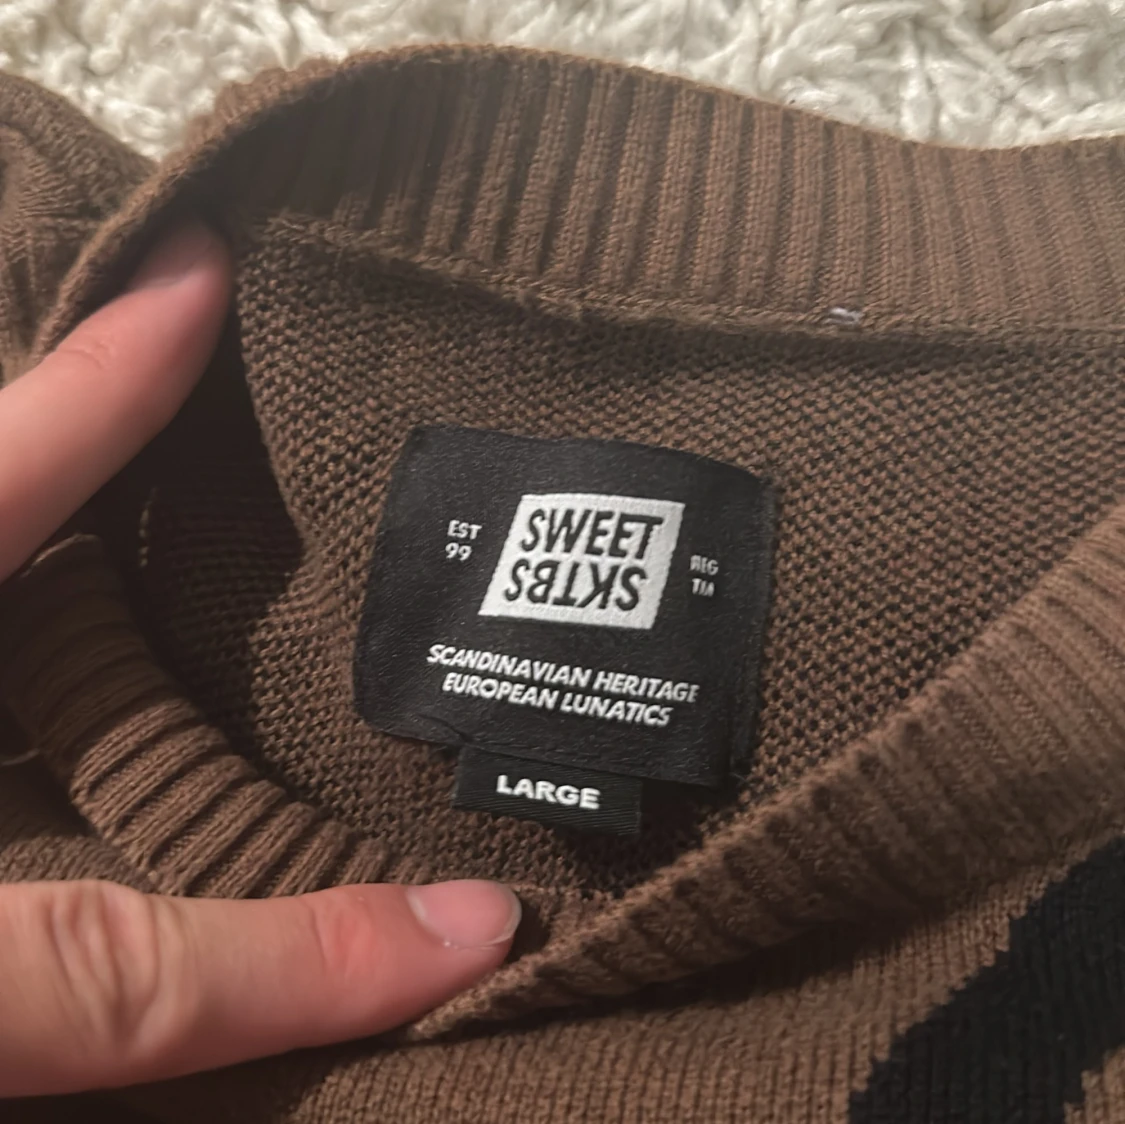 EST
99
SWEET
SKTBS
REG
TM
SCANDINAVIAN HERITAGE
EUROPEAN LUNATICS
LARGE